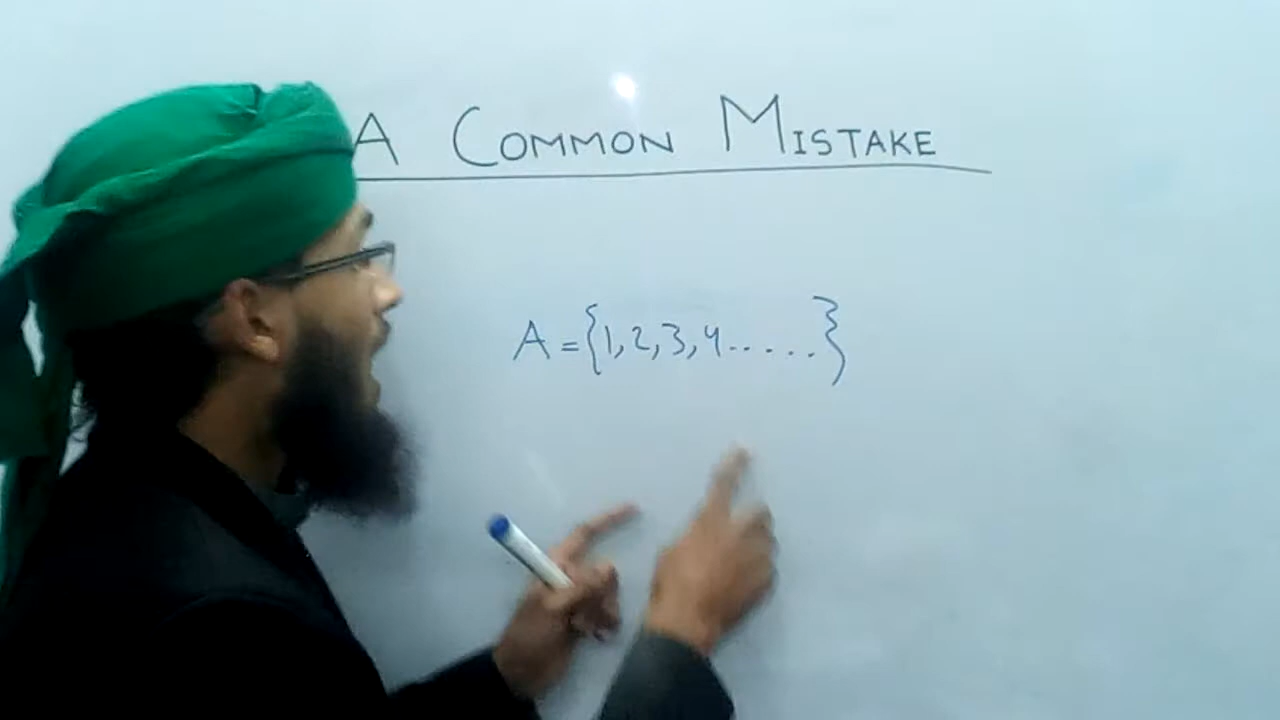 A COMMON MISTAKE
A = {1, 2, 3, 4......}